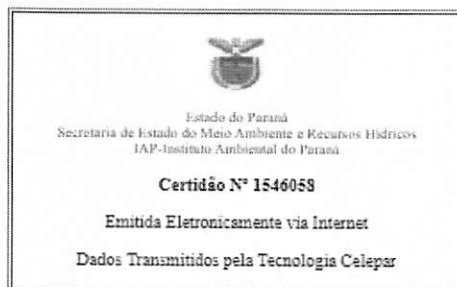 Estado do Paraná
Secretaria de Estado do Meio Ambiente e Recursos Hídricos
IAP-Instituto Ambiental do Paraná
Certidão Nº 1546058
Emitida Eletronicamente via Internet
Dados Transmitidos pela Tecnologia Celepar